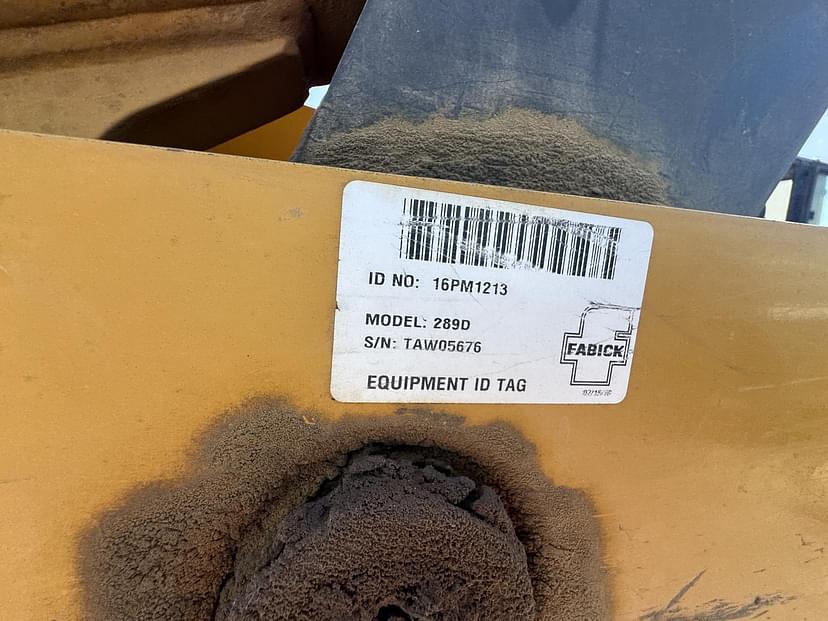 ID NO: 16PM1213
MODEL: 289D
S/N: TAW05676
FABICK
EQUIPMENT ID TAG